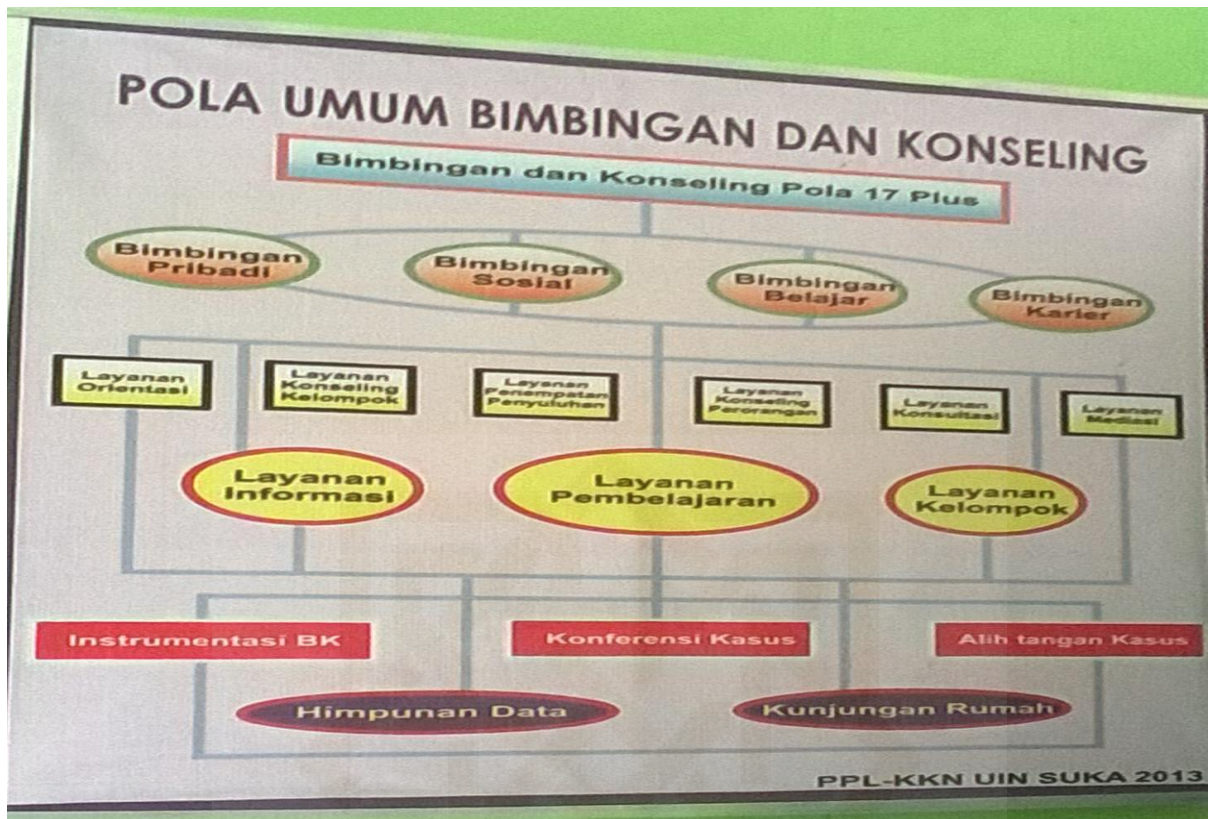 POLA UMUM BIMBINGAN DAN KONSELING
Bimbingan dan Konseling Pola 17 Plus
Bimbingan
Pribadi
Bimbingan
Sosial
Bimbingan
Belajar
Bimbingan
Karier
Layanan
Orientasi
Layanan
Konseling
Kelompok
Layanan
Penempatan
Penyuluhan
Layanan
Konseling
Perorangan
Layanan
Konsultasi
Layanan
Mediasi
Layanan
Informasi
Layanan
Pembelajaran
Layanan
Kelompok
Instrumentasi BK
Konferensi Kasus
Alih tangan Kasus
Himpunan Data
Kunjungan Rumah
PPL-KKN UIN SUKA 2013